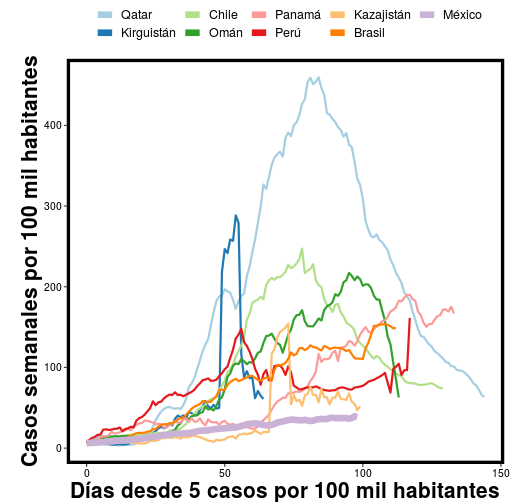 Qatar Chile Panamá Kazajistán México
Kirguistán Omán Perú Brasil
Casos semanales por 100 mil habitantes
400
300
200
100
0
0 50 100 150
Días desde 5 casos por 100 mil habitantes